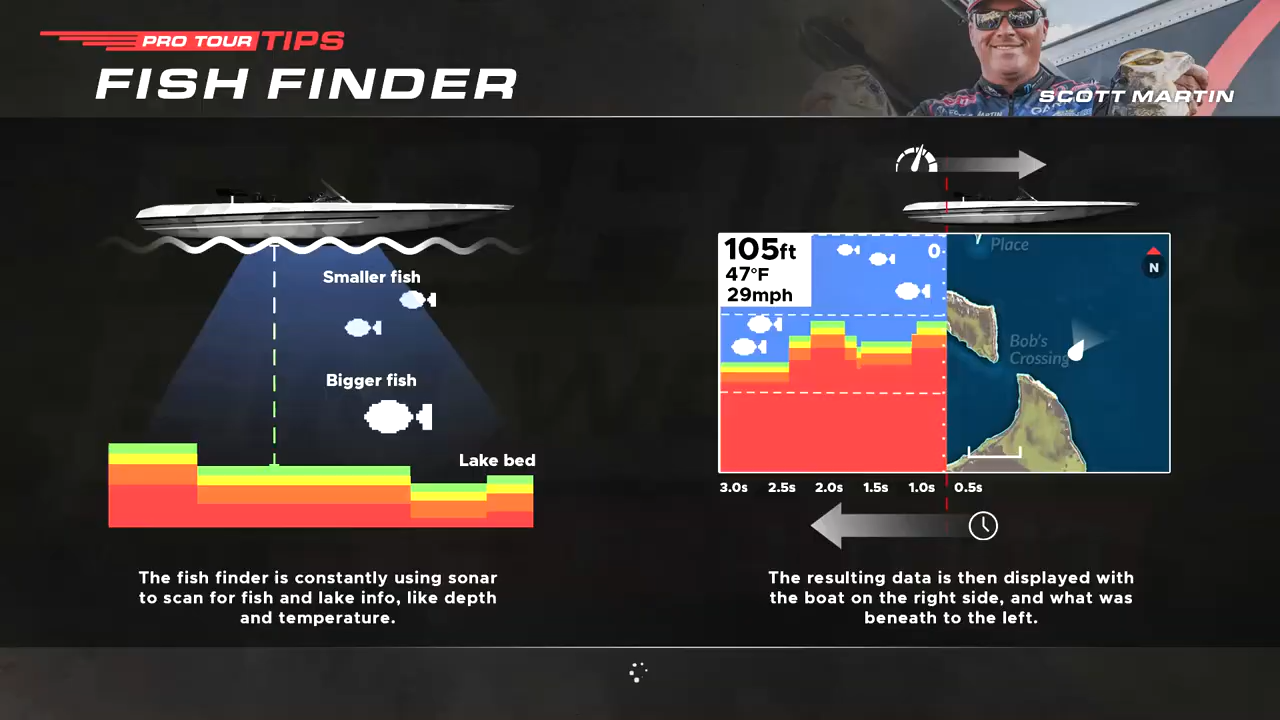 PRO TOUR TIPS
FISH FINDER
SCOTT MARTIN
Smaller fish
Bigger fish
Lake bed
The fish finder is constantly using sonar
to scan for fish and lake info, like depth
and temperature.
105ft
47°F
29mph
0
Place
N
Bob's
Crossing
3.0s 2.5s 2.0s 1.5s 1.0s 0.5s
The resulting data is then displayed with
the boat on the right side, and what was
beneath to the left.